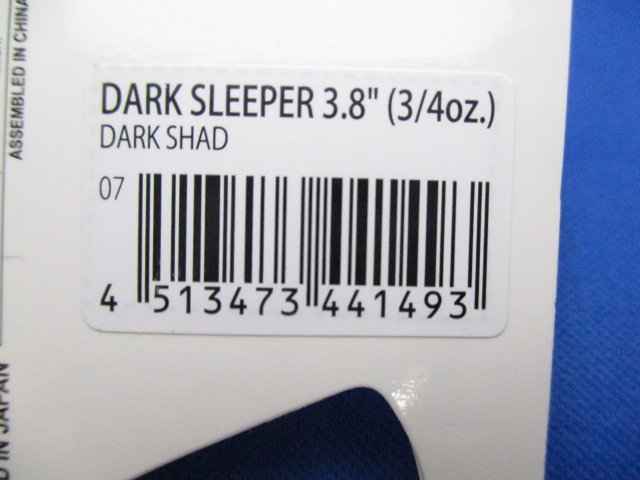 DARK SLEEPER 3.8" (3/4oz.)
DARK SHAD
07
4 513473 441493
ASSEMBLED IN CHINA
IN JAPAN